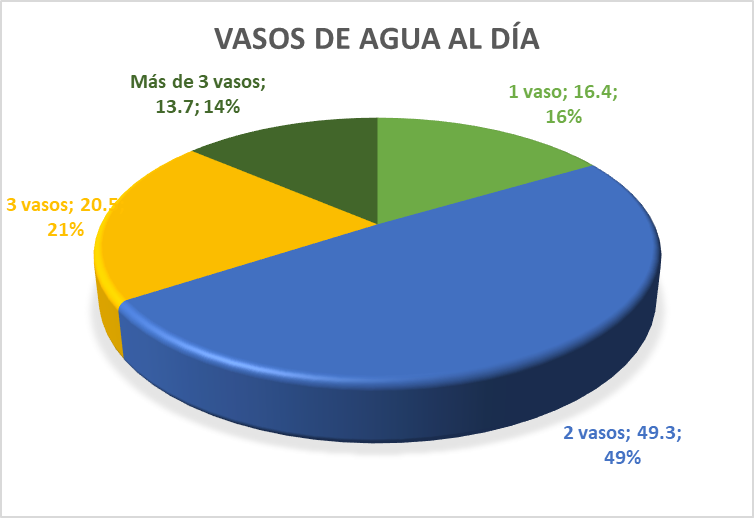 VASOS DE AGUA AL DÍA
Más de 3 vasos;
13.7; 14%
1 vaso; 16.4;
16%
3 vasos; 20.5
21%
2 vasos; 49.3;
49%